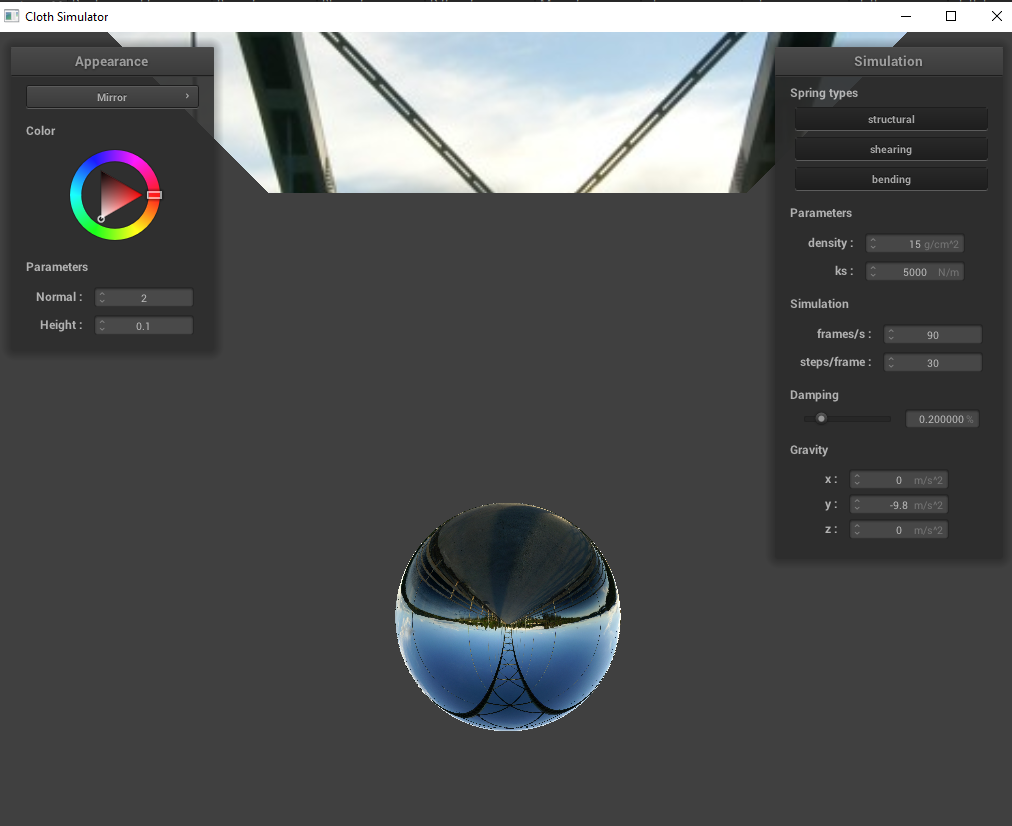 Cloth Simulator
Appearance
Mirror
Color
Parameters
Normal :
2
Height :
0.1
Simulation
Spring types
structural
shearing
bending
Parameters
density :
15 g/cm^2
ks :
5000 N/m
Simulation
frames/s :
90
steps/frame :
30
Damping
0.200000 %
Gravity
x :
0 m/s^2
y :
-9.8 m/s^2
z :
0 m/s^2